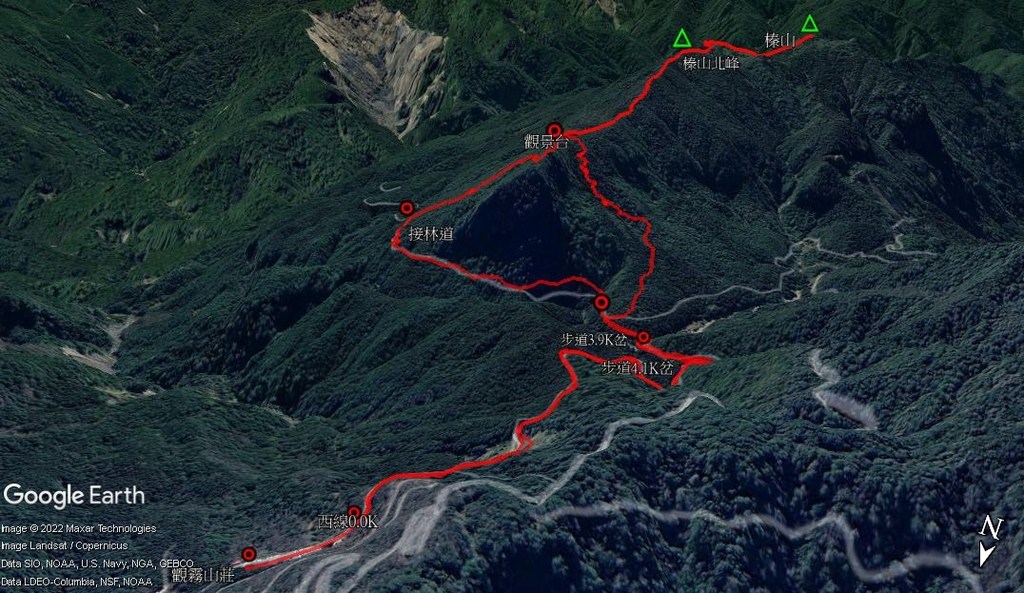 榛山
榛山北峰
觀景台
接林道
步道3.9K岔
步道4.1K岔
Google Earth
西線0.0K
Image © 2022 Maxar Technologies
Image Landsat / Copernicus
Data SIO, NOAA, U.S. Navy, NGA, GEBCO
觀霧山莊
Data LDEO-Columbia, NSF, NOAA
N